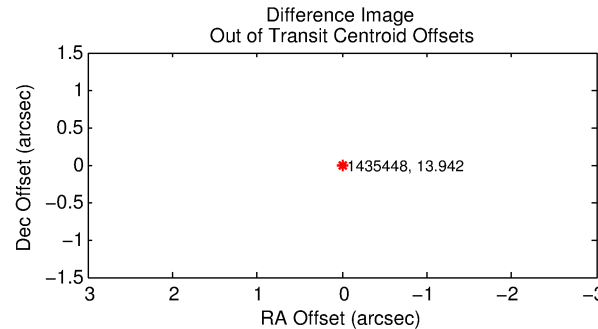 Difference Image
Out of Transit Centroid Offsets
1.5
1
0.5
0
−0.5
−1
−1.5
Dec Offset (arcsec)
1435448, 13.942
3 2 1 0 −1 −2 −3
RA Offset (arcsec)